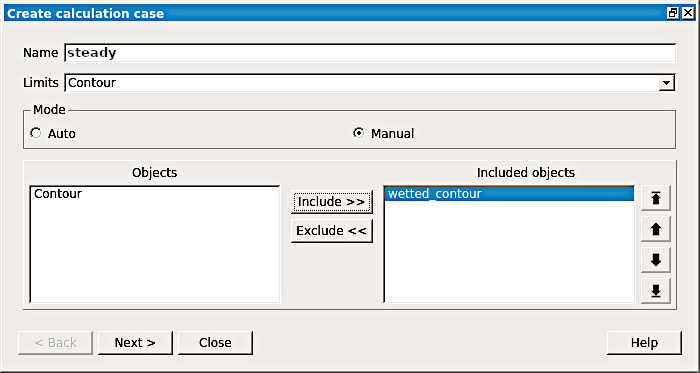 Create calculation case
Name steady
Limits Contour
Mode
Auto Manual
Objects Included objects
Contour Include >> wetted_contour
Exclude <<
< Back Next > Close Help